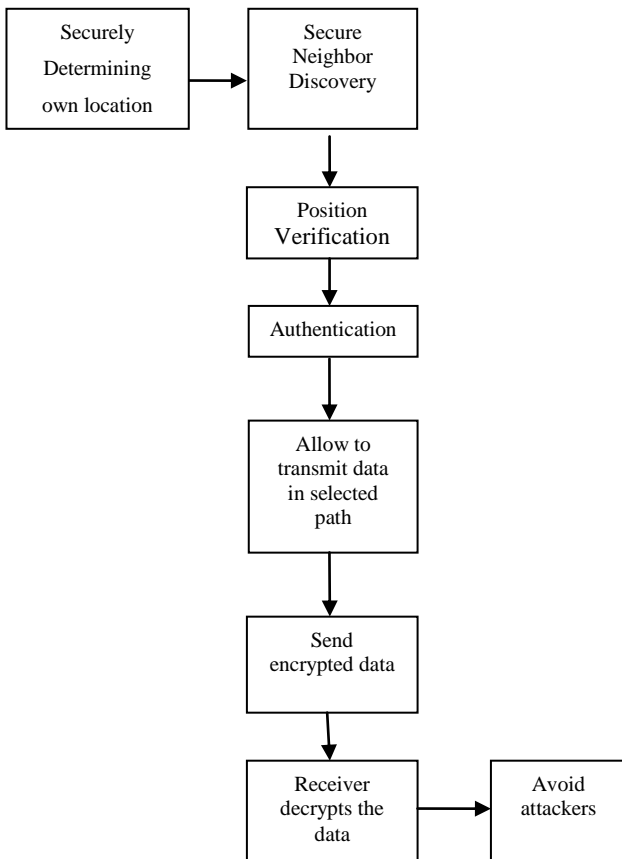 Securely
Determining
own location
Secure
Neighbor
Discovery
Position
Verification
Authentication
Allow to
transmit data
in selected
path
Send
encrypted data
Receiver
decrypts the
data
Avoid
attackers